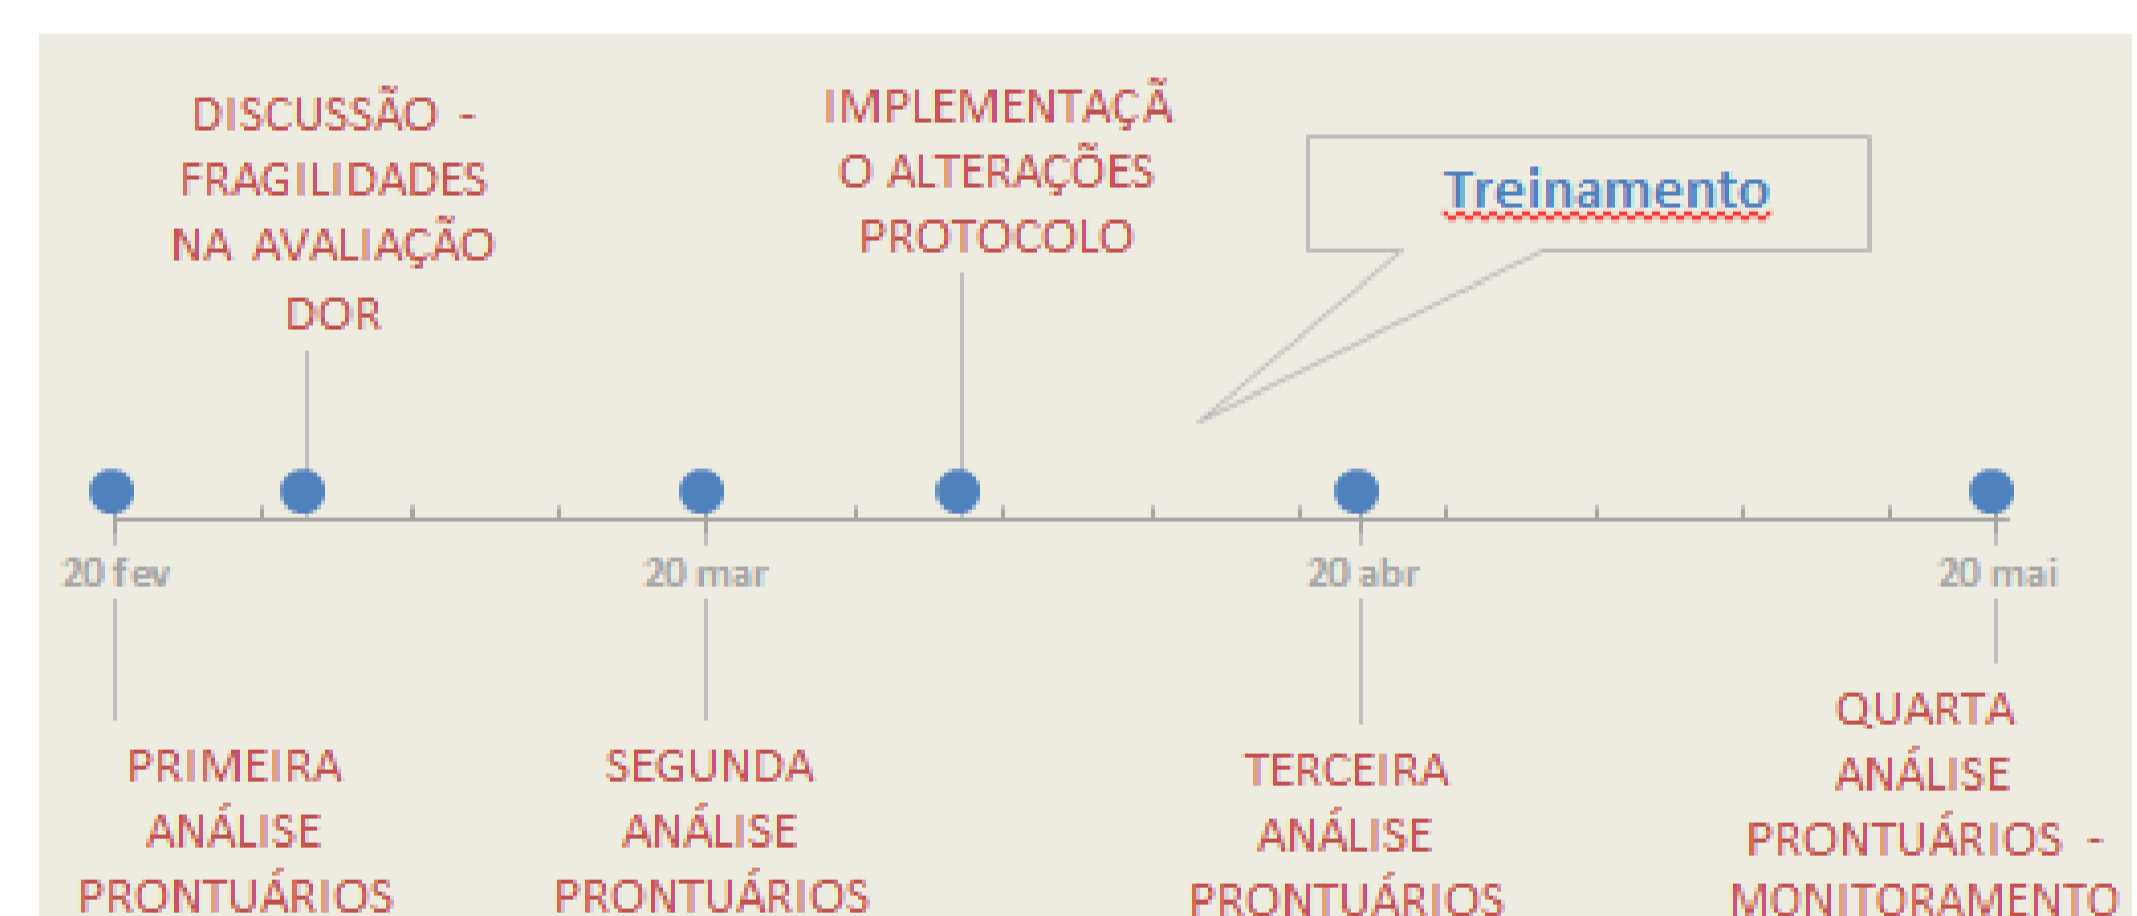 DISCUSSÃO -
FRAGILIDADES
NA AVALIAÇÃO
DOR
IMPLEMENTAÇÃ
O ALTERAÇÕES
PROTOCOLO
Treinamento
20 fev
20 mar
20 abr
20 mai
PRIMEIRA
ANÁLISE
PRONTUÁRIOS
SEGUNDA
ANÁLISE
PRONTUÁRIOS
TERCEIRA
ANÁLISE
PRONTUÁRIOS
QUARTA
ANÁLISE
PRONTUÁRIOS -
MONITORAMENTO